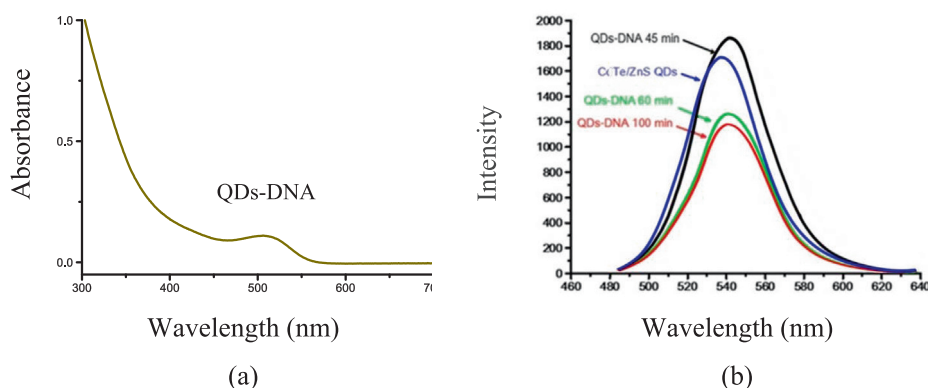 1.0
0.5
0.0
300
400
500
600
70
Absorbance
QDs-DNA
Wavelength (nm)
(a)
2000
1800
1600
1400
1200
1000
800
600
400
200
0
460
480
500
520
540
560
580
600
620
640
Intensity
QDs-DNA 45 min
CdTe/ZnS QDs
QDs-DNA 60 min
QDs-DNA 100 min
Wavelength (nm)
(b)